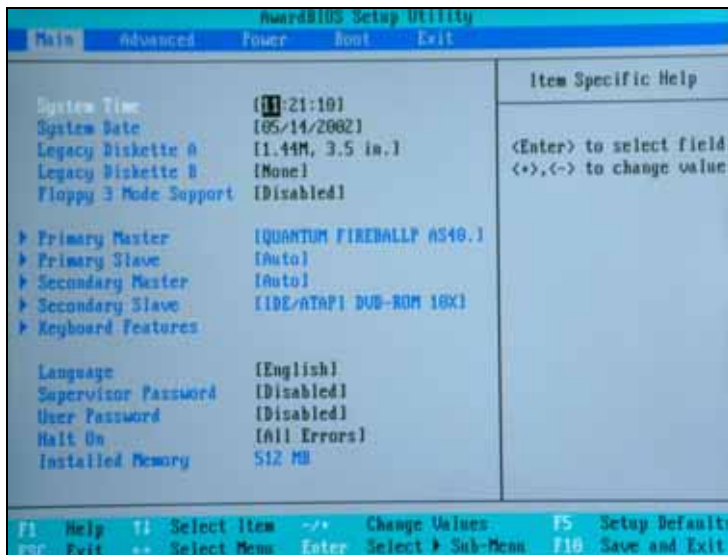 AwardBIOS Setup Utility
Main Advanced Power Boot Exit
Item Specific Help
System Time [11:21:10]
System Date [05/14/2002]
Legacy Diskette A [1.44M, 3.5 in.]
<Enter> to select field
Legacy Diskette B [None]
<+>,<-> to change value
Floppy 3 Mode Support [Disabled]
Primary Master [QUANTUM FIREBALLP AS40.]
Primary Slave [Auto]
Secondary Master [Auto]
Secondary Slave [IDE/ATAPI DVD-ROM 16X]
Keyboard Features
Language [English]
Supervisor Password [Disabled]
User Password [Disabled]
Halt On [All Errors]
Installed Memory 512 MB
F1 Help ↑↓ Select Item -/+ Change Values F5 Setup Defaults
ESC Exit ↔ Select Menu Enter Select ▶ Sub-Menu F10 Save and Exit